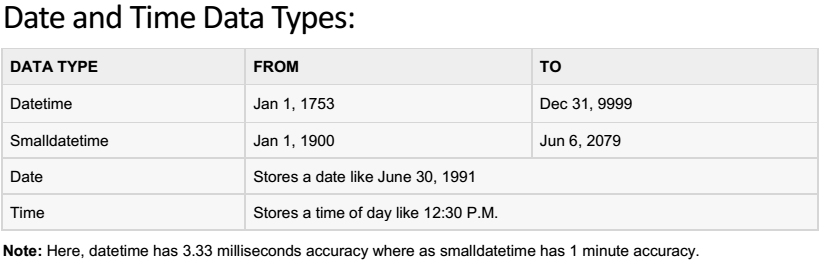 Date and Time Data Types:
DATA TYPE FROM TO
Datetime Jan 1, 1753 Dec 31, 9999
Smalldatetime Jan 1, 1900 Jun 6, 2079
Date Stores a date like June 30, 1991
Time Stores a time of day like 12:30 P.M.
Note: Here, datetime has 3.33 milliseconds accuracy where as smalldatetime has 1 minute accuracy.